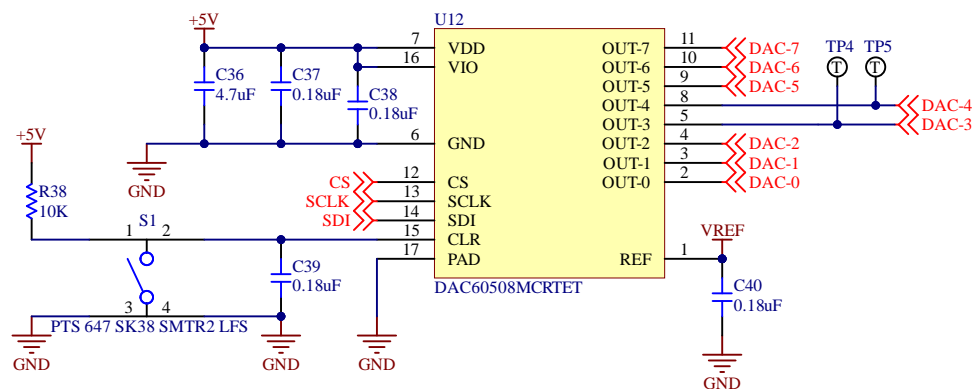 U12
+5V
7 VDD OUT-7 11 DAC-7 TP4 TP5
16 VIO OUT-6 10 DAC-6 T T
C36 C37 OUT-5 9 DAC-5
4.7uF 0.18uF C38 OUT-4 8 DAC-4
0.18uF OUT-3 5 DAC-3
6 GND OUT-2 4 DAC-2
+5V OUT-1 3 DAC-1
GND OUT-0 2 DAC-0
CS 12 CS
R38 SCLK 13 SCLK
10K SDI 14 SDI
S1
1 2 15 CLR VREF
17 PAD REF 1
C39
0.18uF
DAC60508MCRTET C40
0.18uF
3 4
PTS 647 SK38 SMTR2 LFS
GND GND GND
GND